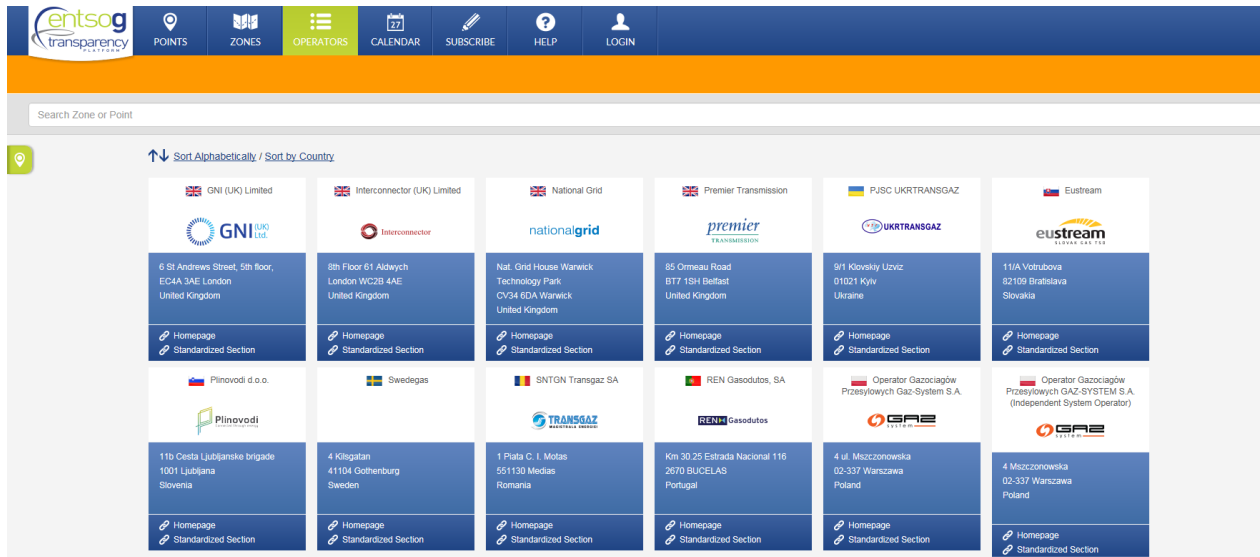 entsog
transparency
PLATFORM
POINTS
ZONES
OPERATORS
27
CALENDAR
SUBSCRIBE
?
HELP
LOGIN
Search Zone or Point
Sort Alphabetically / Sort by Country
GNI (UK) Limited
GNI (UK) Ltd.
6 St Andrews Street, 5th floor,
EC4A 3AE London
United Kingdom
Homepage
Standardized Section
Interconnector (UK) Limited
Interconnector
8th Floor 61 Aldwych
London WC2B 4AE
United Kingdom
Homepage
Standardized Section
National Grid
nationalgrid
Nat. Grid House Warwick
Technology Park
CV34 6DA Warwick
United Kingdom
Homepage
Standardized Section
Premier Transmission
premier
TRANSMISSION
85 Ormeau Road
BT7 1SH Belfast
United Kingdom
Homepage
Standardized Section
PJSC UKRTRANSGAZ
UKRTRANSGAZ
9/1 Klovskiy Uzviz
01021 Kyiv
Ukraine
Homepage
Standardized Section
Eustream
eustream
SLOVAK GAS TSO
11/A Votrubova
82109 Bratislava
Slovakia
Homepage
Standardized Section
Plinovodi d.o.o.
Plinovodi
11b Cesta Ljubljanske brigade
1001 Ljubljana
Slovenia
Homepage
Standardized Section
Swedegas
4 Kilsgatan
41104 Gothenburg
Sweden
Homepage
Standardized Section
SNTGN Transgaz SA
TRANSGAZ
MAGISTRALA ENERGIEI
1 Piata C. I. Motas
551130 Medias
Romania
Homepage
Standardized Section
REN Gasodutos, SA
REN Gasodutos
Km 30.25 Estrada Nacional 116
2670 BUCELAS
Portugal
Homepage
Standardized Section
Operator Gazociągów
Przesyłowych Gaz-System S.A.
GAZ
system
4 ul. Mszczonowska
02-337 Warszawa
Poland
Homepage
Standardized Section
Operator Gazociągów
Przesyłowych GAZ-SYSTEM S.A.
(Independent System Operator)
GAZ
system
4 Mszczonowska
02-337 Warszawa
Poland
Homepage
Standardized Section